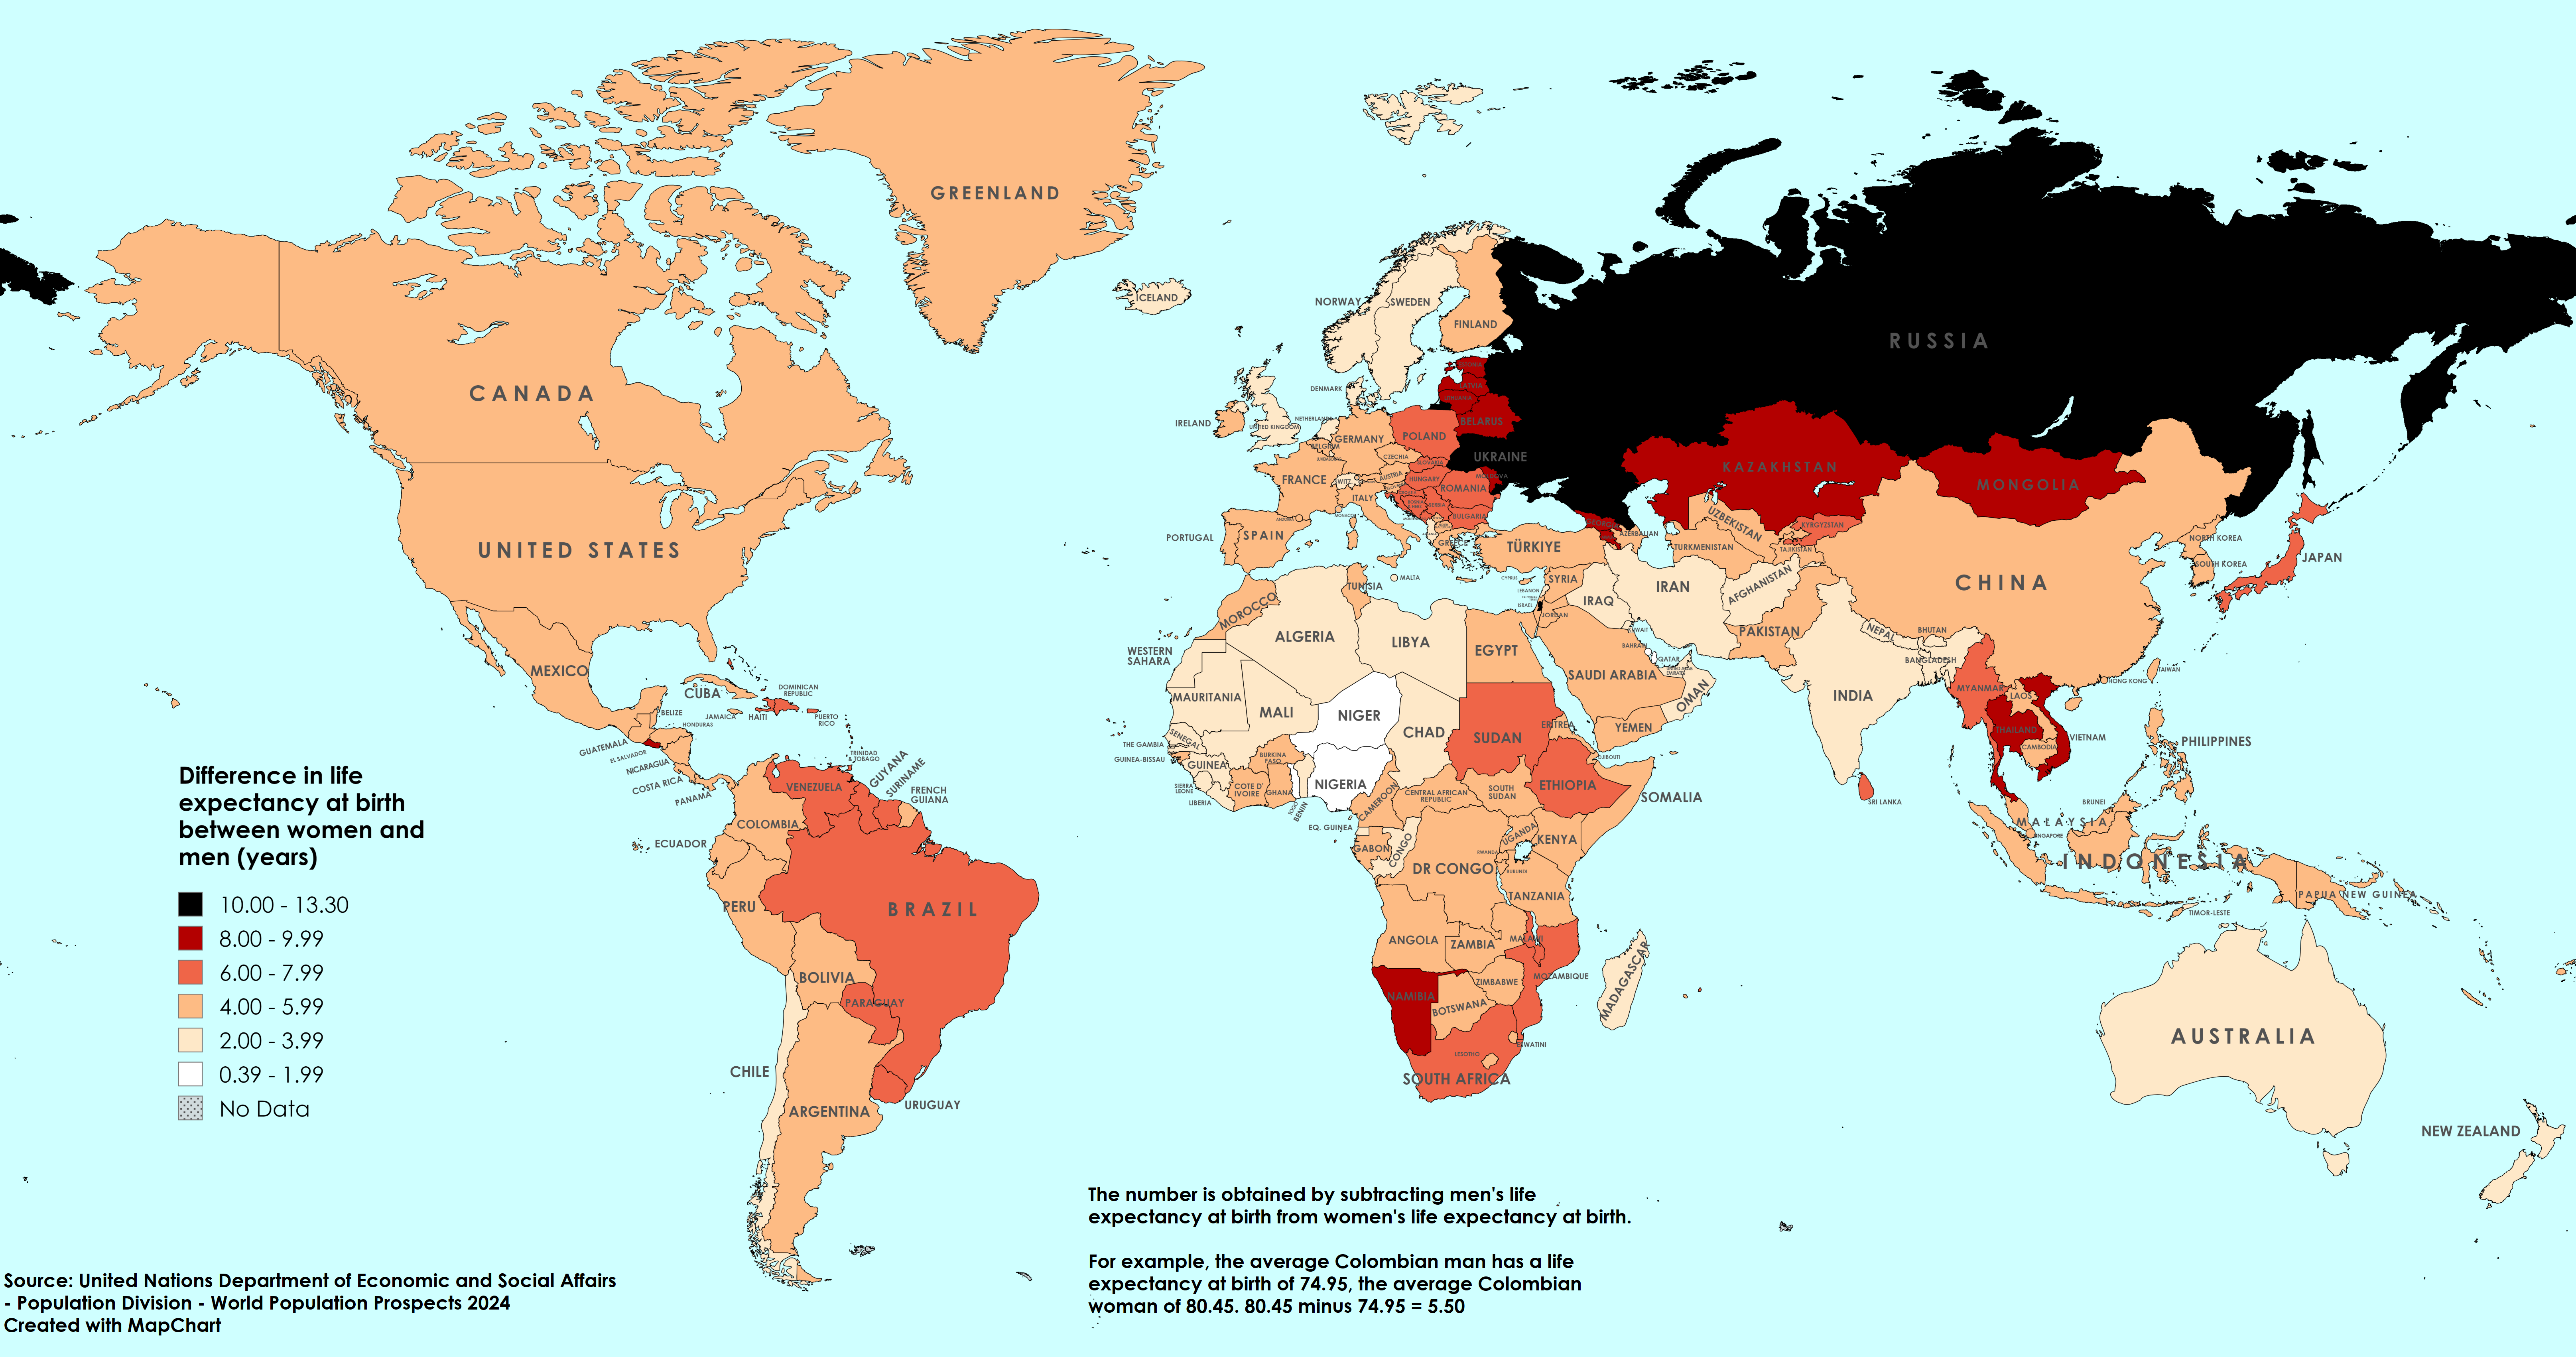 GREENLAND
ICELAND
NORWAY
SWEDEN
FINLAND
RUSSIA
CANADA
DENMARK
LATVIA
LITHUANIA
IRELAND
UNITED KINGDOM
NETHERLANDS
BELARUS
GERMANY
POLAND
BELGIUM
UKRAINE
CZECHIA
SLOVAKIA
KAZAKHSTAN
MONGOLIA
FRANCE
SWITZ
AUSTRIA
HUNGARY
MOLDOVA
ROMANIA
ITALY
MONACO
ANDORRA
SERBIA
BULGARIA
GEORGIA
UZBEKISTAN
KYRGYZSTAN
UNITED STATES
PORTUGAL
SPAIN
GREECE
TÜRKIYE
AZERBAIJAN
TURKMENISTAN
TAJIKISTAN
NORTH KOREA
SOUTH KOREA
JAPAN
CHINA
MALTA
TUNISIA
CYPRUS
SYRIA
LEBANON
ISRAEL
IRAQ
IRAN
AFGHANISTAN
MOROCCO
ALGERIA
LIBYA
EGYPT
JORDAN
KUWAIT
PAKISTAN
NEPAL
BHUTAN
WESTERN
SAHARA
BAHRAIN
QATAR
UNITED ARAB
EMIRATES
SAUDI ARABIA
OMAN
BANGLADESH
INDIA
MYANMAR
LAOS
HONG KONG
TAIWAN
MEXICO
CUBA
DOMINICAN
REPUBLIC
BELIZE
HONDURAS
JAMAICA
HAITI
PUERTO
RICO
GUATEMALA
EL SALVADOR
NICARAGUA
COSTA RICA
PANAMA
TRINIDAD
& TOBAGO
MAURITANIA
MALI
NIGER
CHAD
SUDAN
ERITREA
YEMEN
SENEGAL
THE GAMBIA
GUINEA-BISSAU
GUINEA
BURKINA
FASO
DJIBOUTI
THAILAND
VIETNAM
CAMBODIA
PHILIPPINES
SIERRA
LEONE
LIBERIA
COTE D'
IVOIRE
GHANA
TOGO
BENIN
NIGERIA
CAMEROON
CENTRAL AFRICAN
REPUBLIC
SOUTH
SUDAN
ETHIOPIA
SOMALIA
SRI LANKA
BRUNEI
MALAYSIA
SINGAPORE
INDONESIA
PAPUA NEW GUINEA
TIMOR-LESTE
VENEZUELA
GUYANA
SURINAME
FRENCH
GUIANA
COLOMBIA
ECUADOR
EQ. GUINEA
GABON
CONGO
UGANDA
KENYA
RWANDA
BURUNDI
DR CONGO
TANZANIA
PERU
BRAZIL
BOLIVIA
PARAGUAY
CHILE
ARGENTINA
URUGUAY
ANGOLA
ZAMBIA
MALAWI
MOZAMBIQUE
ZIMBABWE
NAMIBIA
BOTSWANA
MADAGASCAR
ESWATINI
LESOTHO
SOUTH AFRICA
AUSTRALIA
NEW ZEALAND
Difference in life
expectancy at birth
between women and
men (years)
10.00 - 13.30
8.00 - 9.99
6.00 - 7.99
4.00 - 5.99
2.00 - 3.99
0.39 - 1.99
No Data
The number is obtained by subtracting men's life
expectancy at birth from women's life expectancy at birth.
For example, the average Colombian man has a life
expectancy at birth of 74.95, the average Colombian
woman of 80.45. 80.45 minus 74.95 = 5.50
Source: United Nations Department of Economic and Social Affairs
- Population Division - World Population Prospects 2024
Created with MapChart